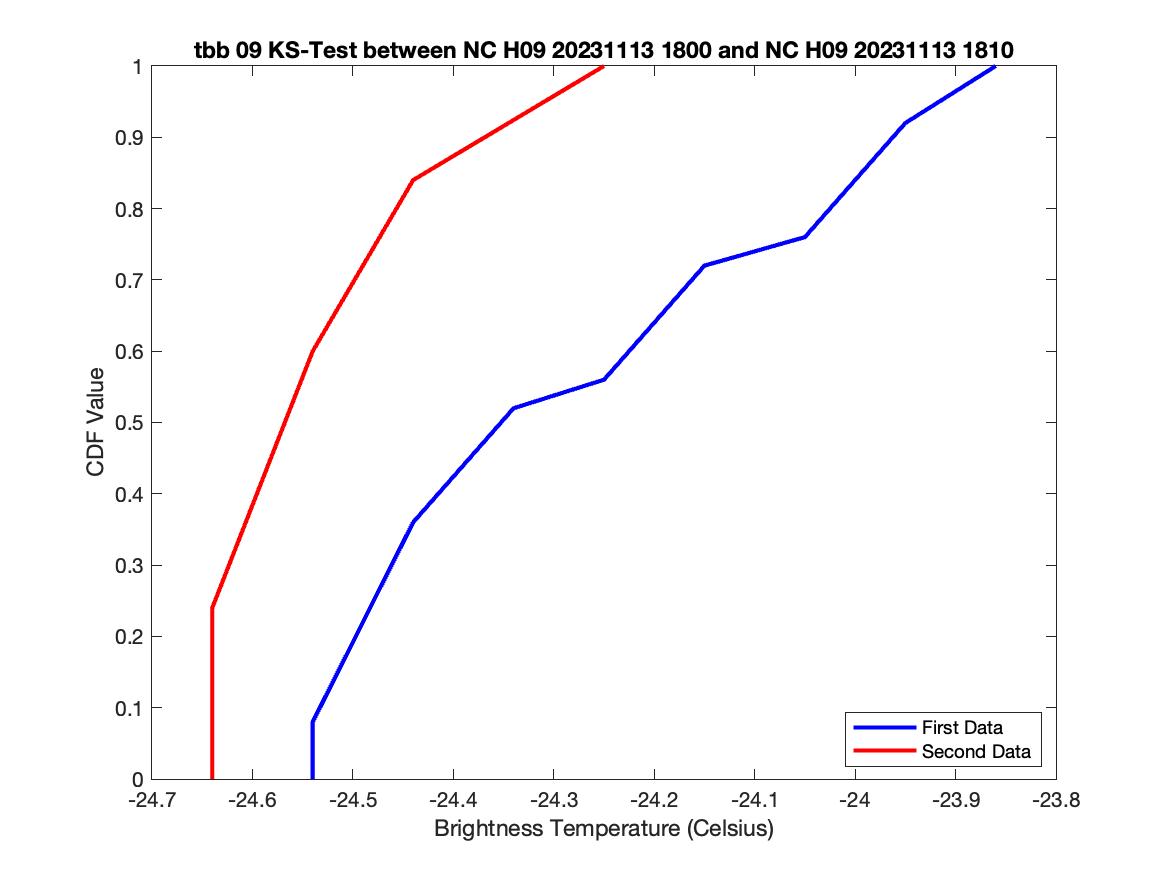 tbb 09 KS-Test between NC H09 20231113 1800 and NC H09 20231113 1810
1
0.9
0.8
0.7
0.6
0.5
0.4
0.3
0.2
0.1
0
CDF Value
First Data
Second Data
-24.7 -24.6 -24.5 -24.4 -24.3 -24.2 -24.1 -24 -23.9 -23.8
Brightness Temperature (Celsius)